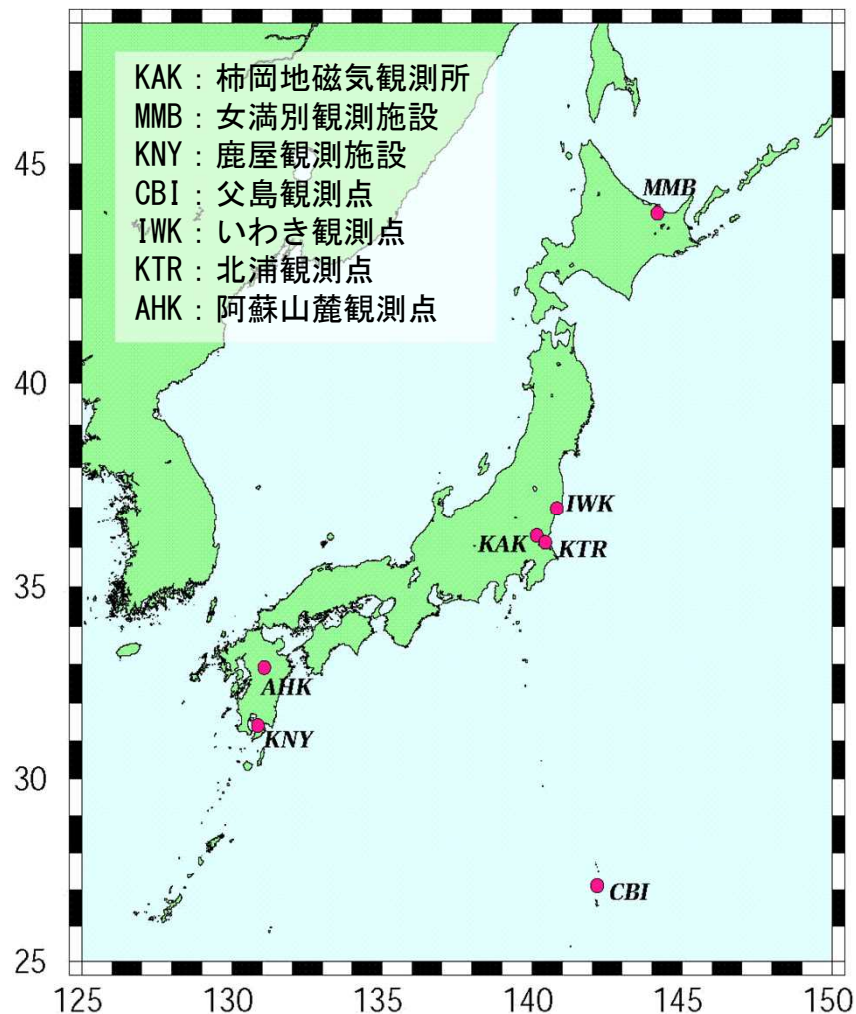 KAK：柿岡地磁気観測所
MMB：女満別観測施設
KNY：鹿屋観測施設
CBI：父島観測点
IWK：いわき観測点
KTR：北浦観測点
AHK：阿蘇山麓観測点
45
MMB
40
IWK
KAK
KTR
35
AHK
KNY
30
CBI
25
125 130 135 140 145 150